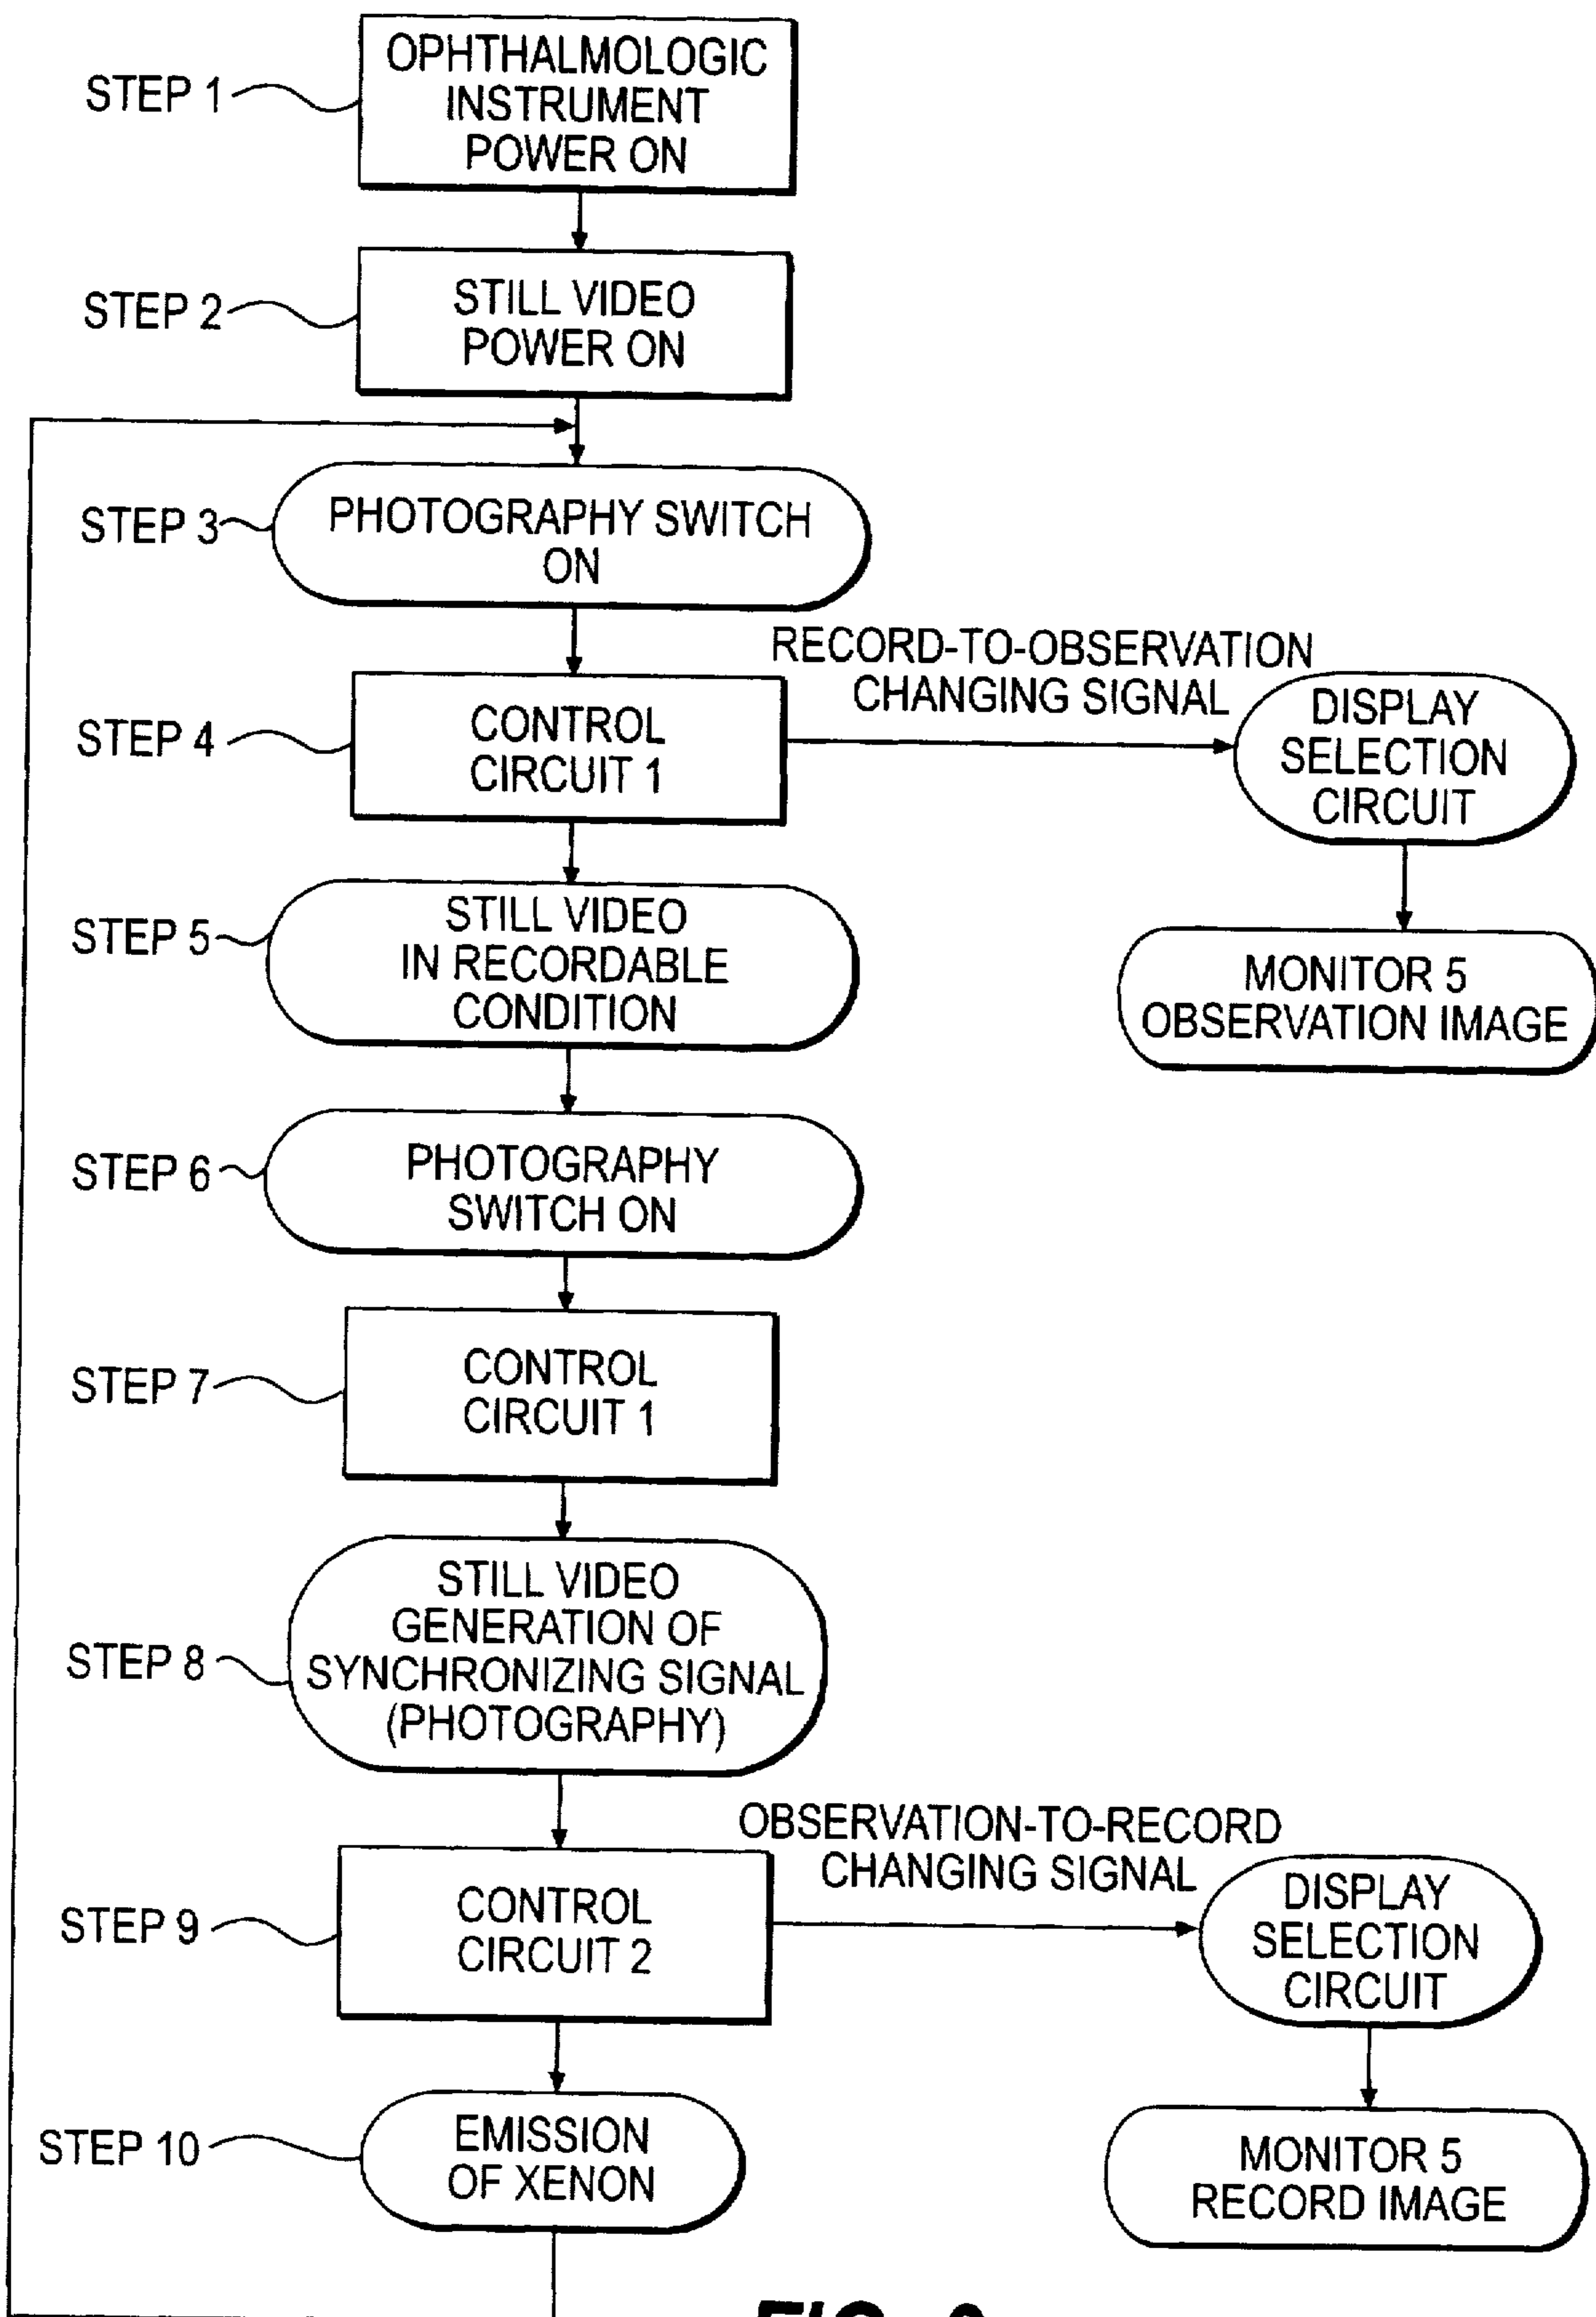 STEP 1
OPHTHALMOLOGIC
INSTRUMENT
POWER ON
STEP 2
STILL VIDEO
POWER ON
STEP 3
PHOTOGRAPHY SWITCH
ON
STEP 4
CONTROL
CIRCUIT 1
RECORD-TO-OBSERVATION
CHANGING SIGNAL
DISPLAY
SELECTION
CIRCUIT
MONITOR 5
OBSERVATION IMAGE
STEP 5
STILL VIDEO
IN RECORDABLE
CONDITION
STEP 6
PHOTOGRAPHY
SWITCH ON
STEP 7
CONTROL
CIRCUIT 1
STEP 8
STILL VIDEO
GENERATION OF
SYNCHRONIZING SIGNAL
(PHOTOGRAPHY)
STEP 9
CONTROL
CIRCUIT 2
OBSERVATION-TO-RECORD
CHANGING SIGNAL
DISPLAY
SELECTION
CIRCUIT
MONITOR 5
RECORD IMAGE
STEP 10
EMISSION
OF XENON